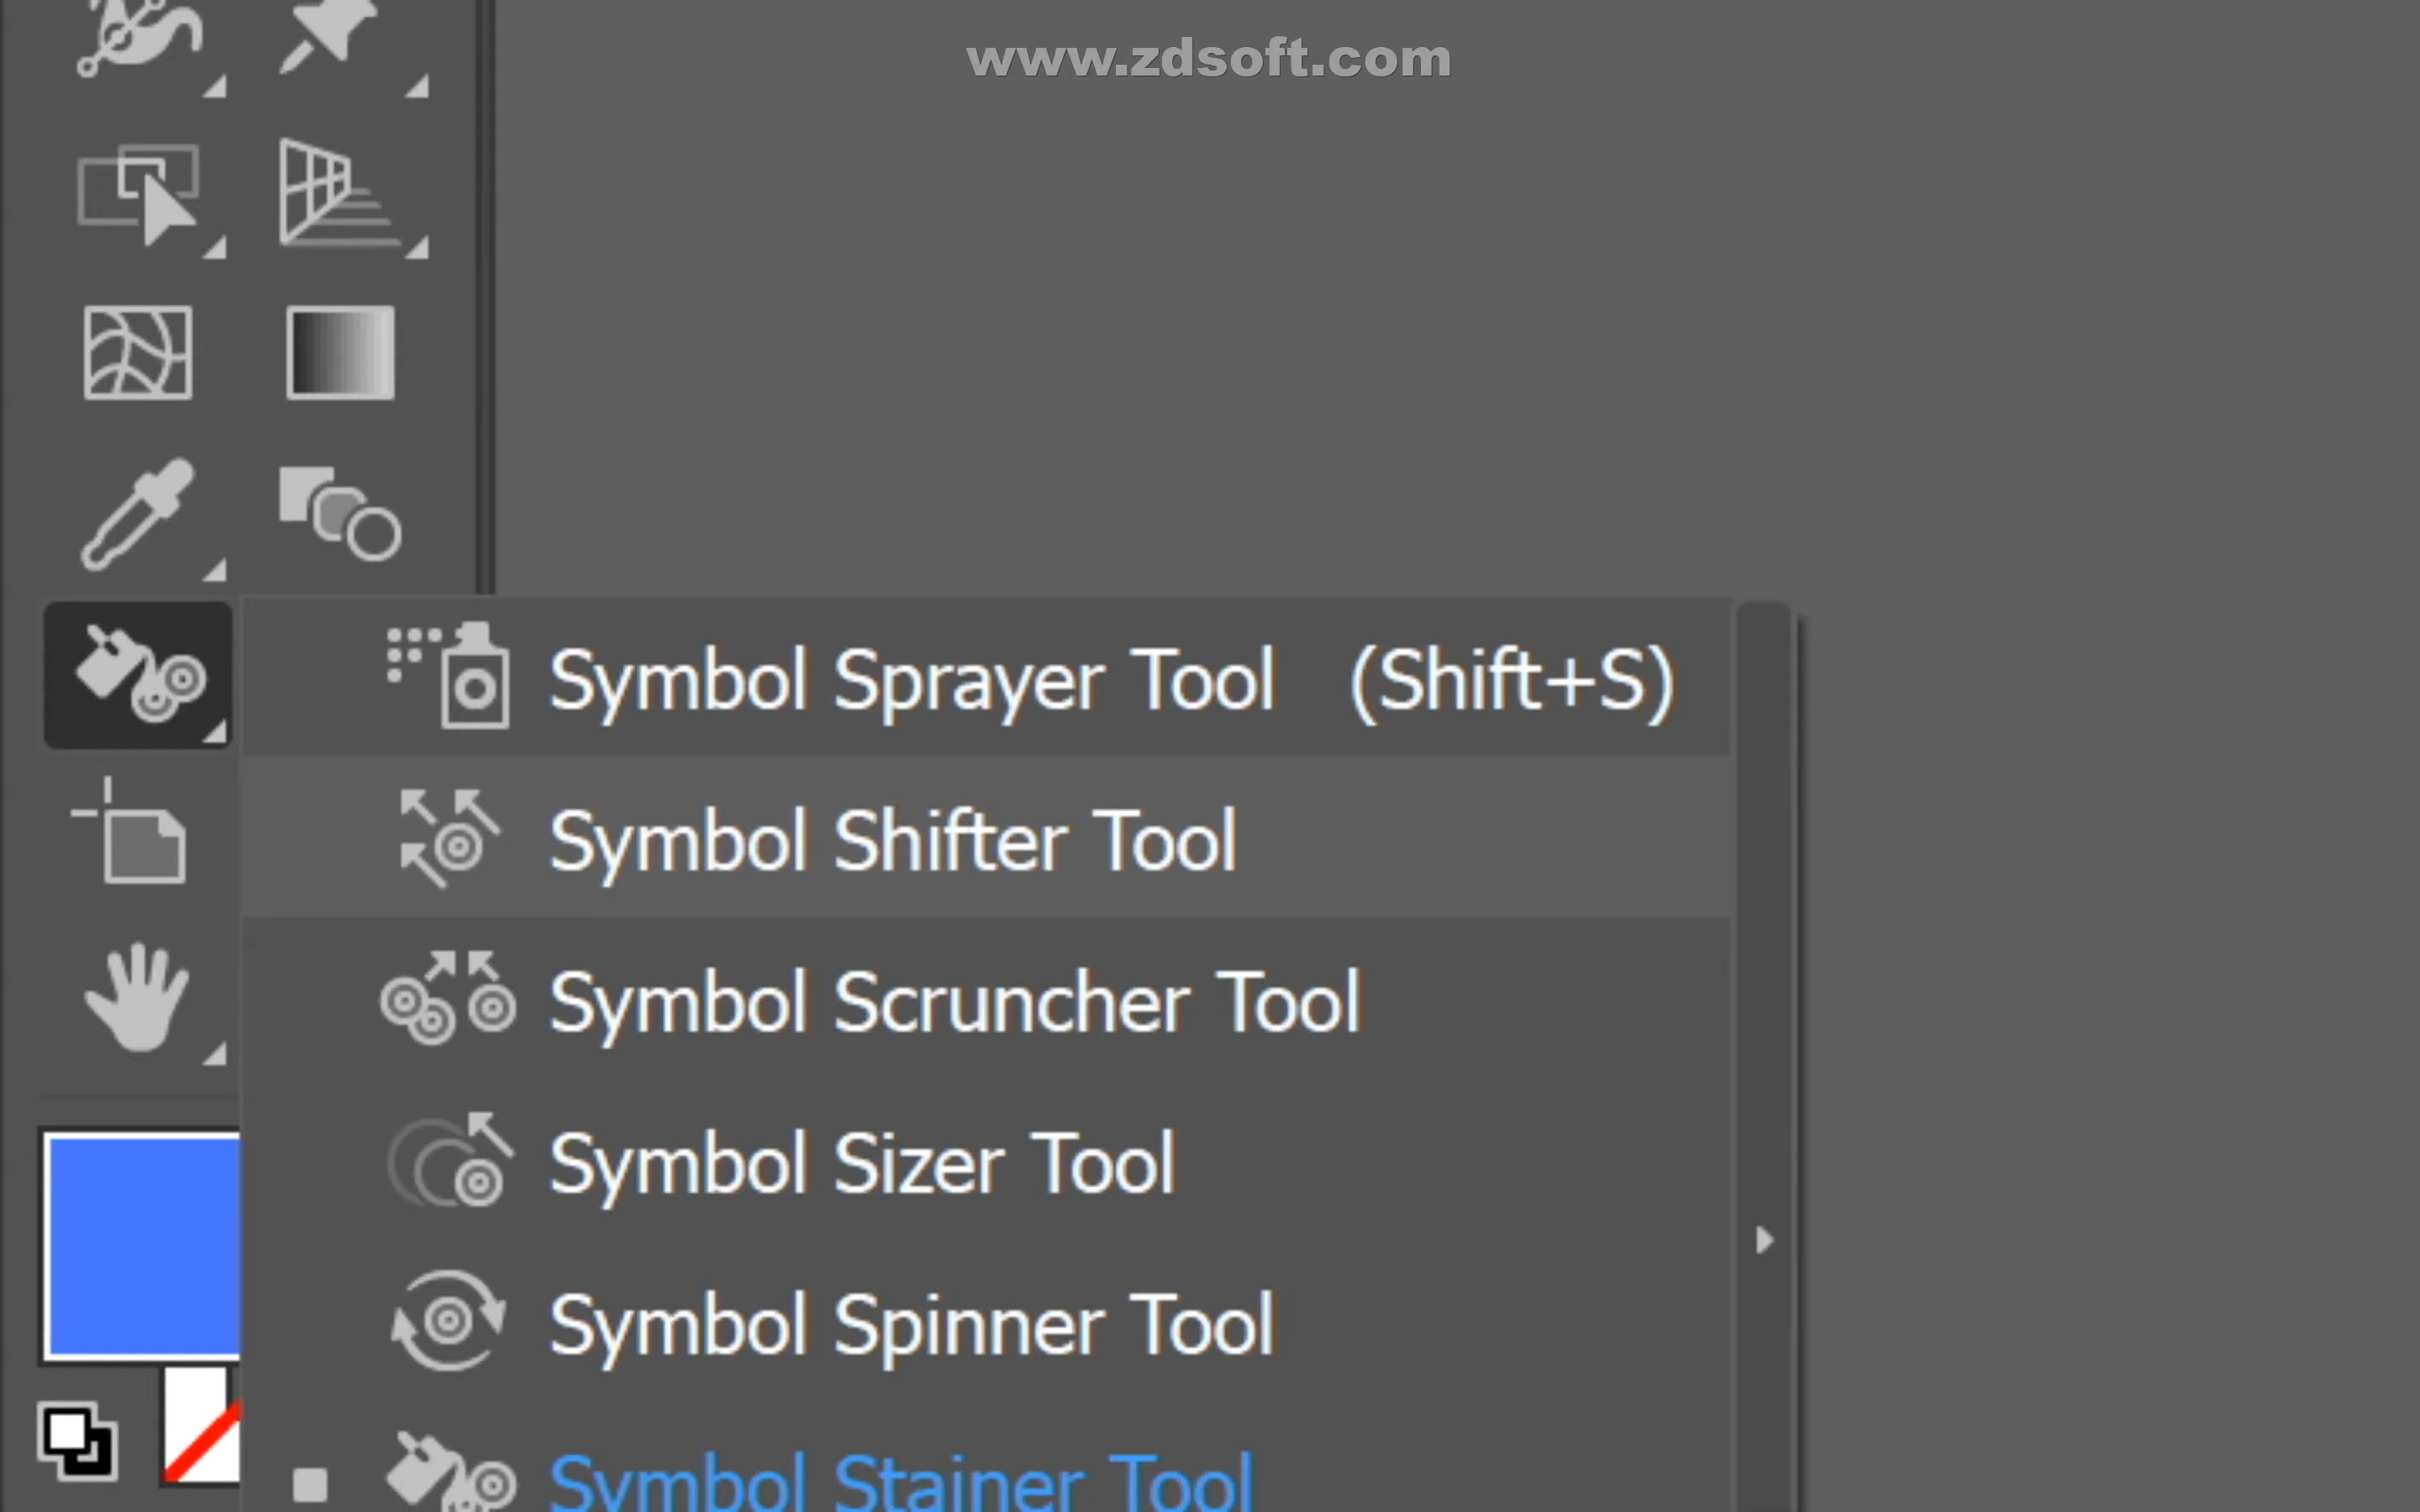 www.zdsoft.com
Symbol Sprayer Tool (Shift+S)
Symbol Shifter Tool
Symbol Scruncher Tool
Symbol Sizer Tool
Symbol Spinner Tool
Symbol Stainer Tool